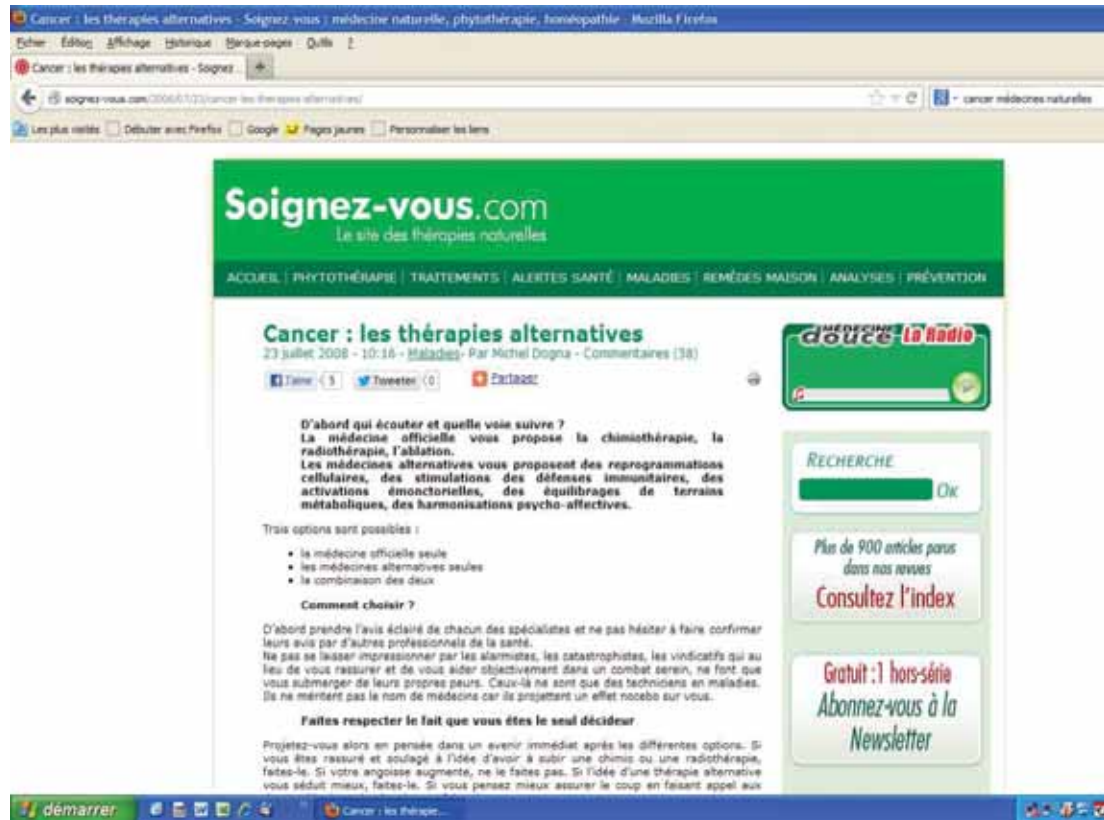 Cancer : les thérapies alternatives - Soignez-vous : médecine naturelle, phytothérapie, homéopathie - Mozilla Firefox
Fichier Édition Affichage Historique Marque-pages Outils ?
Cancer : les thérapies alternatives - Soignez... +
soignez-vous.com/2008/07/23/cancer-les-therapies-alternatives/
cancer médecines naturelles
Les plus visités Débuter avec Firefox Google Pages jaunes Personnaliser les liens
Soignez-vous.com
Le site des thérapies naturelles
ACCUEIL | PHYTOTHÉRAPIE | TRAITEMENTS | ALERTES SANTÉ | MALADIES | REMÈDES MAISON | ANALYSES | PRÉVENTION
Cancer : les thérapies alternatives
23 juillet 2008 - 10:16 - Maladies- Par Michel Dogna - Commentaires (38)
J'aime 5 Tweeter 0 Partager
D'abord qui écouter et quelle voie suivre ?
La médecine officielle vous propose la chimiothérapie, la
radiothérapie, l'ablation.
Les médecines alternatives vous proposent des reprogrammations
cellulaires, des stimulations des défenses immunitaires, des
activations émonctorielles, des équilibrages de terrains
métaboliques, des harmonisations psycho-affectives.
Trois options sont possibles :
• la médecine officielle seule
• les médecines alternatives seules
• la combinaison des deux
Comment choisir ?
D'abord prendre l'avis éclairé de chacun des spécialistes et ne pas hésiter à faire confirmer
leurs avis par d'autres professionnels de la santé.
Ne pas se laisser impressionner par les alarmistes, les catastrophistes, les vindicatifs qui au
lieu de vous rassurer et de vous aider objectivement dans un combat serein, ne font que
vous submerger de leurs propres peurs. Ceux-là ne sont que des techniciens en maladies.
Ils ne méritent pas le nom de médecins car ils projettent un effet nocebo sur vous.
Faites respecter le fait que vous êtes le seul décideur
Projetez-vous alors en pensée dans un avenir immédiat après les différentes options. Si
vous êtes rassuré et soulagé à l'idée d'avoir à subir une chimio ou une radiothérapie,
faites-le. Si votre angoisse augmente, ne le faites pas. Si l'idée d'une thérapie alternative
vous séduit mieux, faites-le. Si vous pensez mieux assurer le coup en faisant appel aux
MÉDECINE
douce La Radio
RECHERCHE
OK
Plus de 900 articles parus
dans nos revues
Consultez l'index
Gratuit : 1 hors-série
Abonnez-vous à la
Newsletter
démarrer
Cancer : les thérapie...